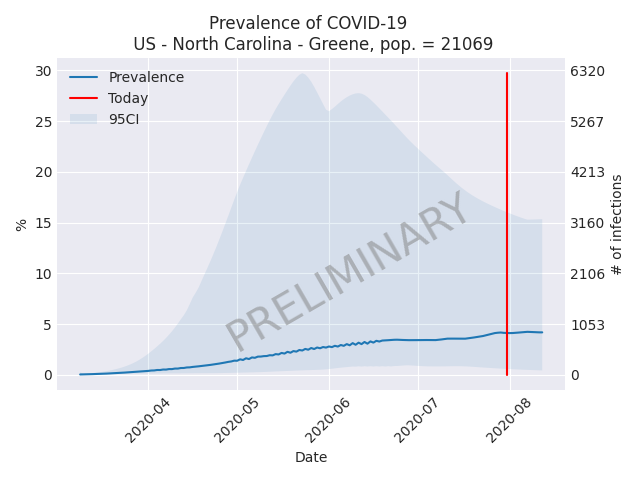 Prevalence of COVID-19
US - North Carolina - Greene, pop. = 21069
Prevalence
Today
95CI
30
25
20
15
10
5
0
%
6320
5267
4213
3160
2106
1053
0
# of infections
PRELIMINARY
2020-04
2020-05
2020-06
2020-07
2020-08
Date